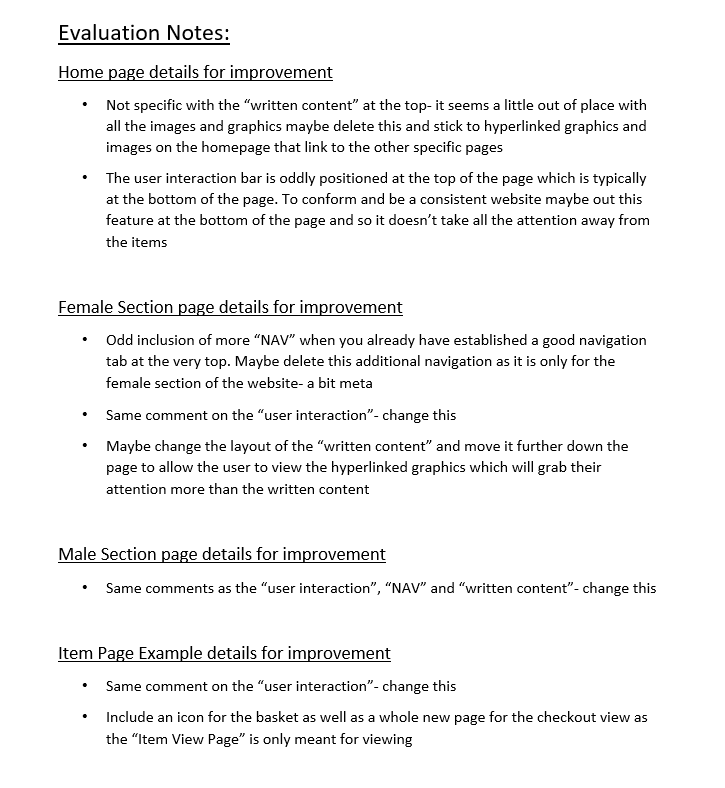 Evaluation Notes:
Home page details for improvement
• Not specific with the “written content” at the top- it seems a little out of place with
all the images and graphics maybe delete this and stick to hyperlinked graphics and
images on the homepage that link to the other specific pages
• The user interaction bar is oddly positioned at the top of the page which is typically
at the bottom of the page. To conform and be a consistent website maybe out this
feature at the bottom of the page and so it doesn’t take all the attention away from
the items
Female Section page details for improvement
• Odd inclusion of more “NAV” when you already have established a good navigation
tab at the very top. Maybe delete this additional navigation as it is only for the
female section of the website- a bit meta
• Same comment on the “user interaction”- change this
• Maybe change the layout of the “written content” and move it further down the
page to allow the user to view the hyperlinked graphics which will grab their
attention more than the written content
Male Section page details for improvement
• Same comments as the “user interaction”, “NAV” and “written content”- change this
Item Page Example details for improvement
• Same comment on the “user interaction”- change this
• Include an icon for the basket as well as a whole new page for the checkout view as
the “Item View Page” is only meant for viewing